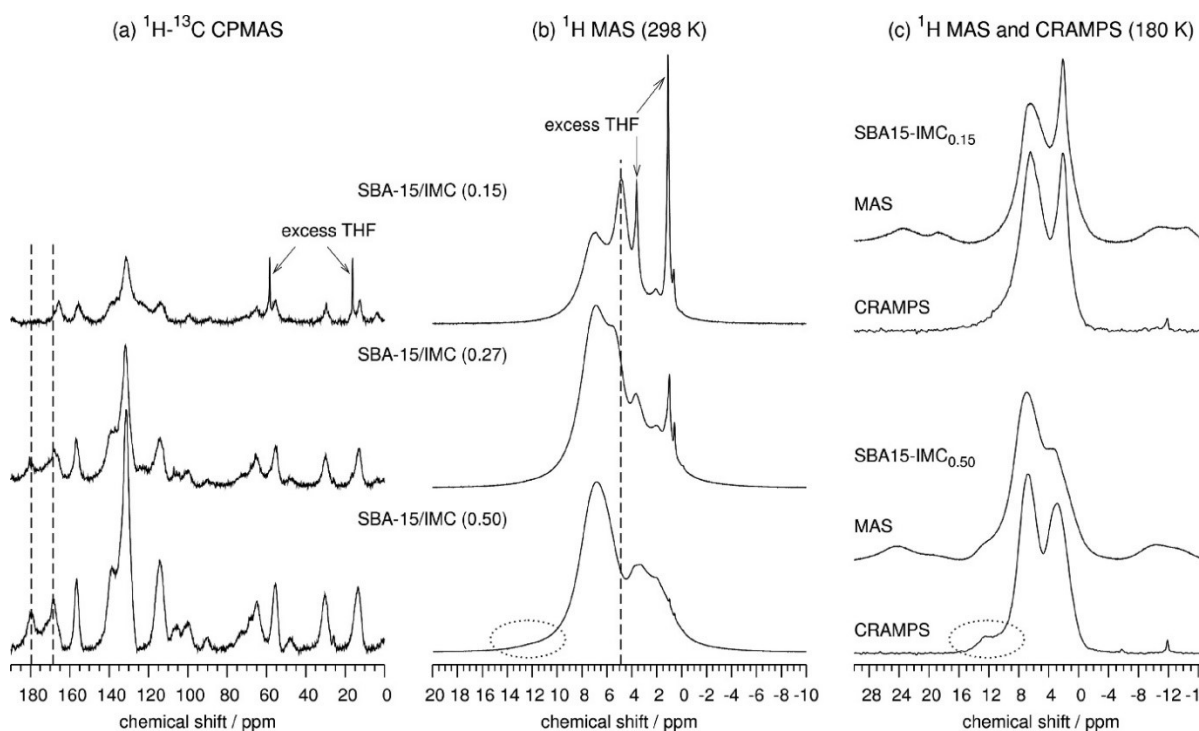 (a) ¹H-¹³C CPMAS
(b) ¹H MAS (298 K)
(c) ¹H MAS and CRAMPS (180 K)
excess THF
SBA-15/IMC (0.15)
excess THF
SBA-15/IMC (0.27)
SBA-15/IMC (0.50)
180 160 140 120 100 80 60 40 20 0
chemical shift / ppm
20 18 16 14 12 10 8 6 4 2 0 -2 -4 -6 -8 -10
chemical shift / ppm
SBA15-IMC₀.₁₅
MAS
CRAMPS
SBA15-IMC₀.₅₀
MAS
CRAMPS
28 24 20 16 12 8 4 0 -4 -8 -12
chemical shift / ppm